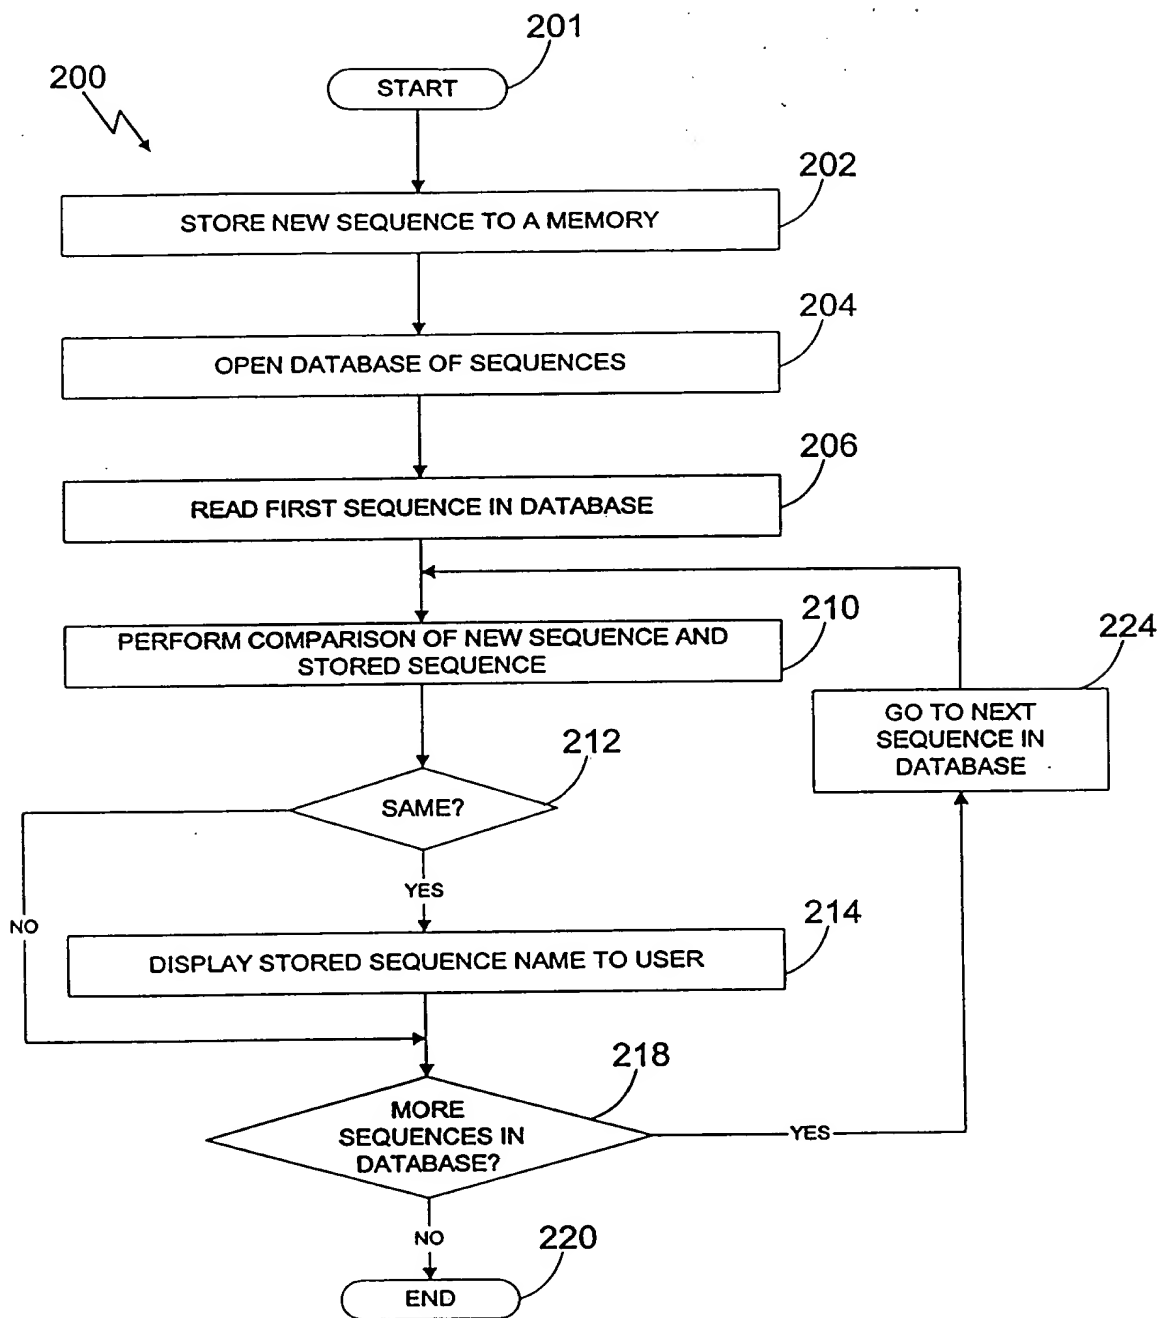 201
200
START
202
STORE NEW SEQUENCE TO A MEMORY
204
OPEN DATABASE OF SEQUENCES
206
READ FIRST SEQUENCE IN DATABASE
210
PERFORM COMPARISON OF NEW SEQUENCE AND
STORED SEQUENCE
224
GO TO NEXT
SEQUENCE IN
DATABASE
212
SAME?
YES
NO
214
DISPLAY STORED SEQUENCE NAME TO USER
218
MORE
SEQUENCES IN
DATABASE?
YES
NO
220
END